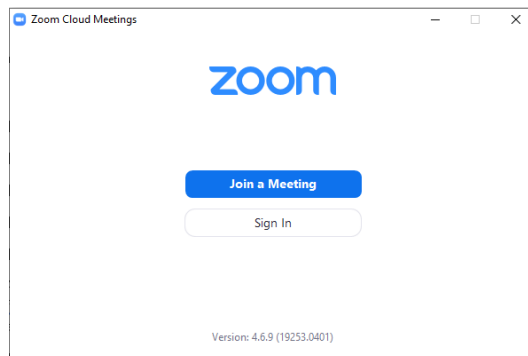 Zoom Cloud Meetings
zoom
Join a Meeting
Sign In
Version: 4.6.9 (19253.0401)